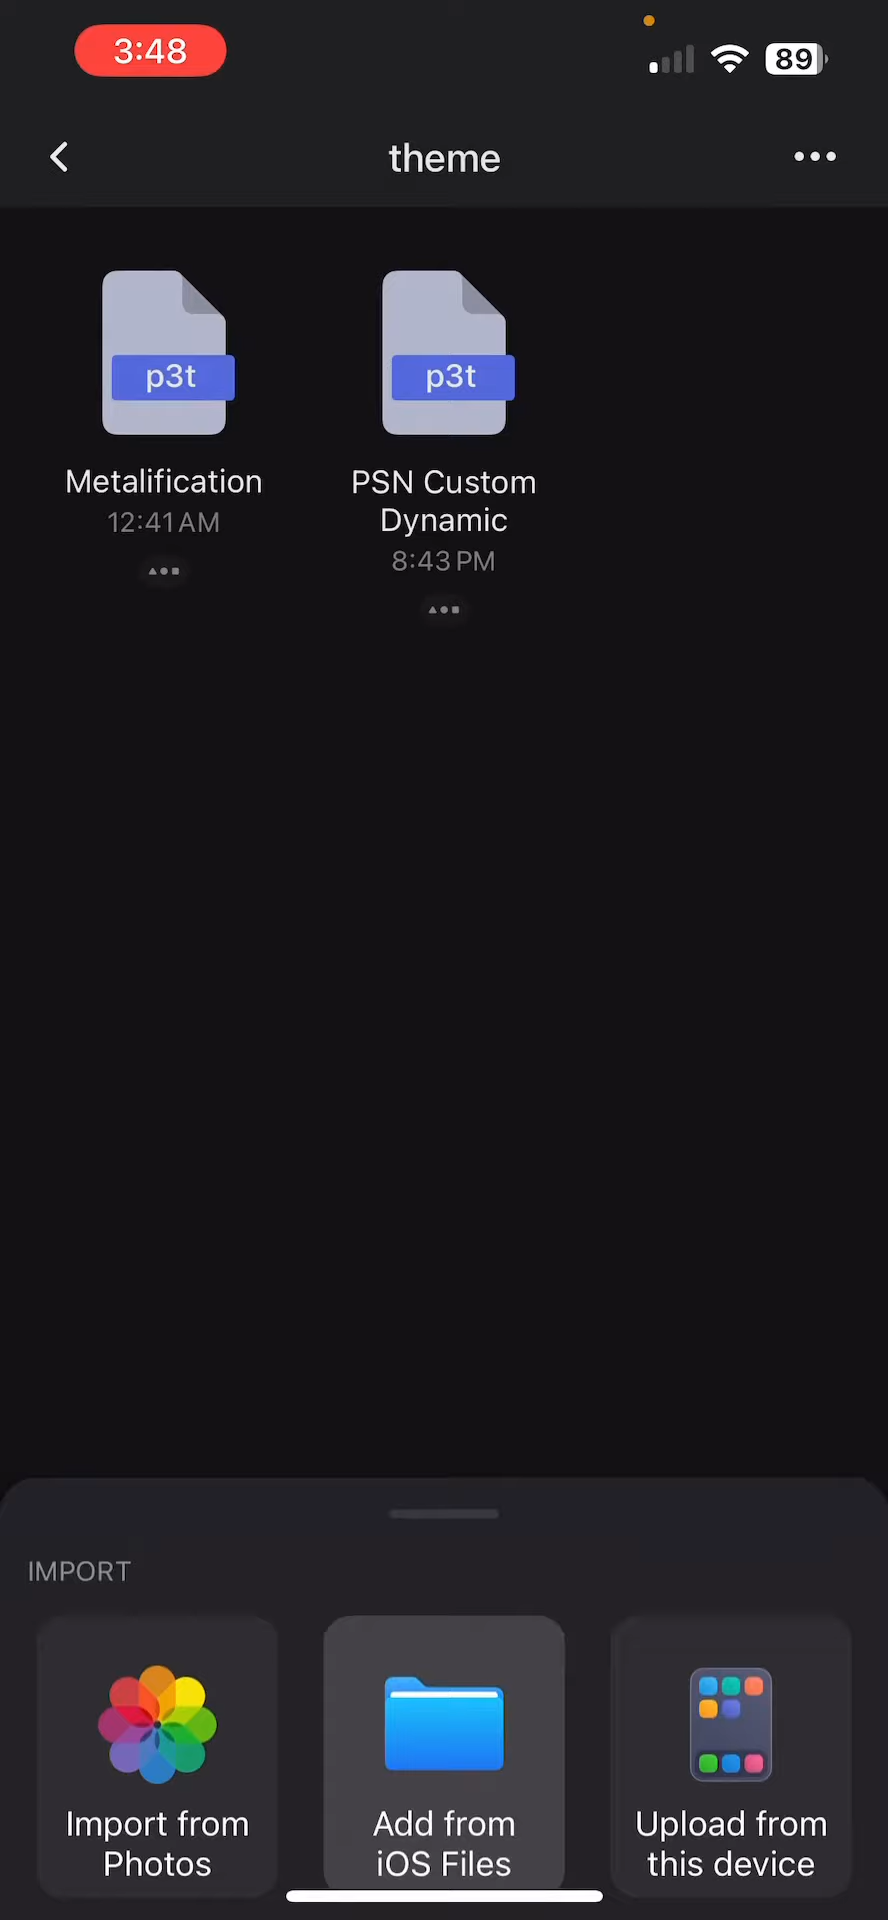 3:48
89
theme
p3t
p3t
Metalification
12:41 AM
PSN Custom
Dynamic
8:43 PM
IMPORT
Import from
Photos
Add from
iOS Files
Upload from
this device